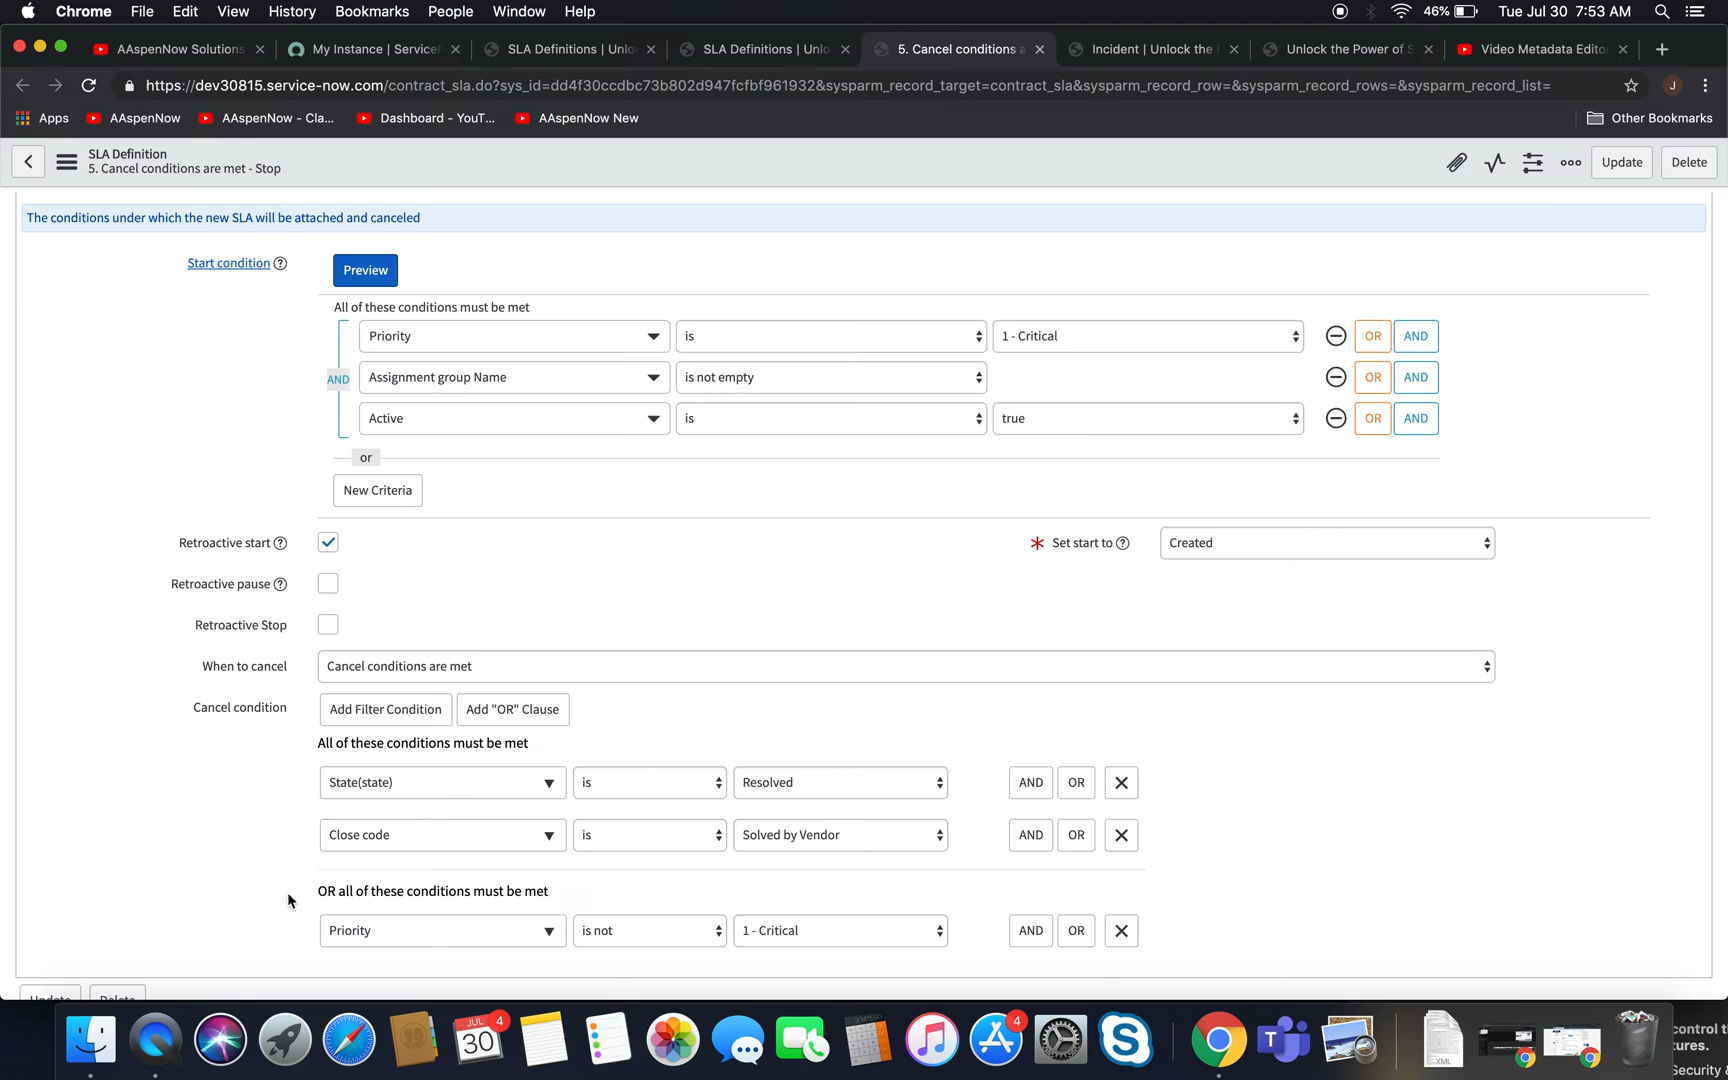 Chrome File Edit View History Bookmarks People Window Help 46% Tue Jul 30 7:53 AM
AAspenNow Solutions My Instance | Service SLA Definitions | Unlo SLA Definitions | Unlo 5. Cancel conditions a Incident | Unlock the Unlock the Power of S Video Metadata Edito
https://dev30815.service-now.com/contract_sla.do?sys_id=dd4f30ccdbc73b802d947fcfbf961932&sysparm_record_target=contract_sla&sysparm_record_row=&sysparm_record_rows=&sysparm_record_list= J
Apps AAspenNow AAspenNow - Cla... Dashboard - YouT... AAspenNow New Other Bookmarks
SLA Definition
5. Cancel conditions are met - Stop
Update Delete
The conditions under which the new SLA will be attached and canceled
Start condition Preview
All of these conditions must be met
Priority is 1 - Critical OR AND
AND Assignment group Name is not empty OR AND
Active is true OR AND
or
New Criteria
Retroactive start * Set start to Created
Retroactive pause
Retroactive Stop
When to cancel Cancel conditions are met
Cancel condition Add Filter Condition Add "OR" Clause
All of these conditions must be met
State(state) is Resolved AND OR
Close code is Solved by Vendor AND OR
OR all of these conditions must be met
Priority is not 1 - Critical AND OR
Update Delete
JUL 30 4 4
XML
control t
tures.
Security